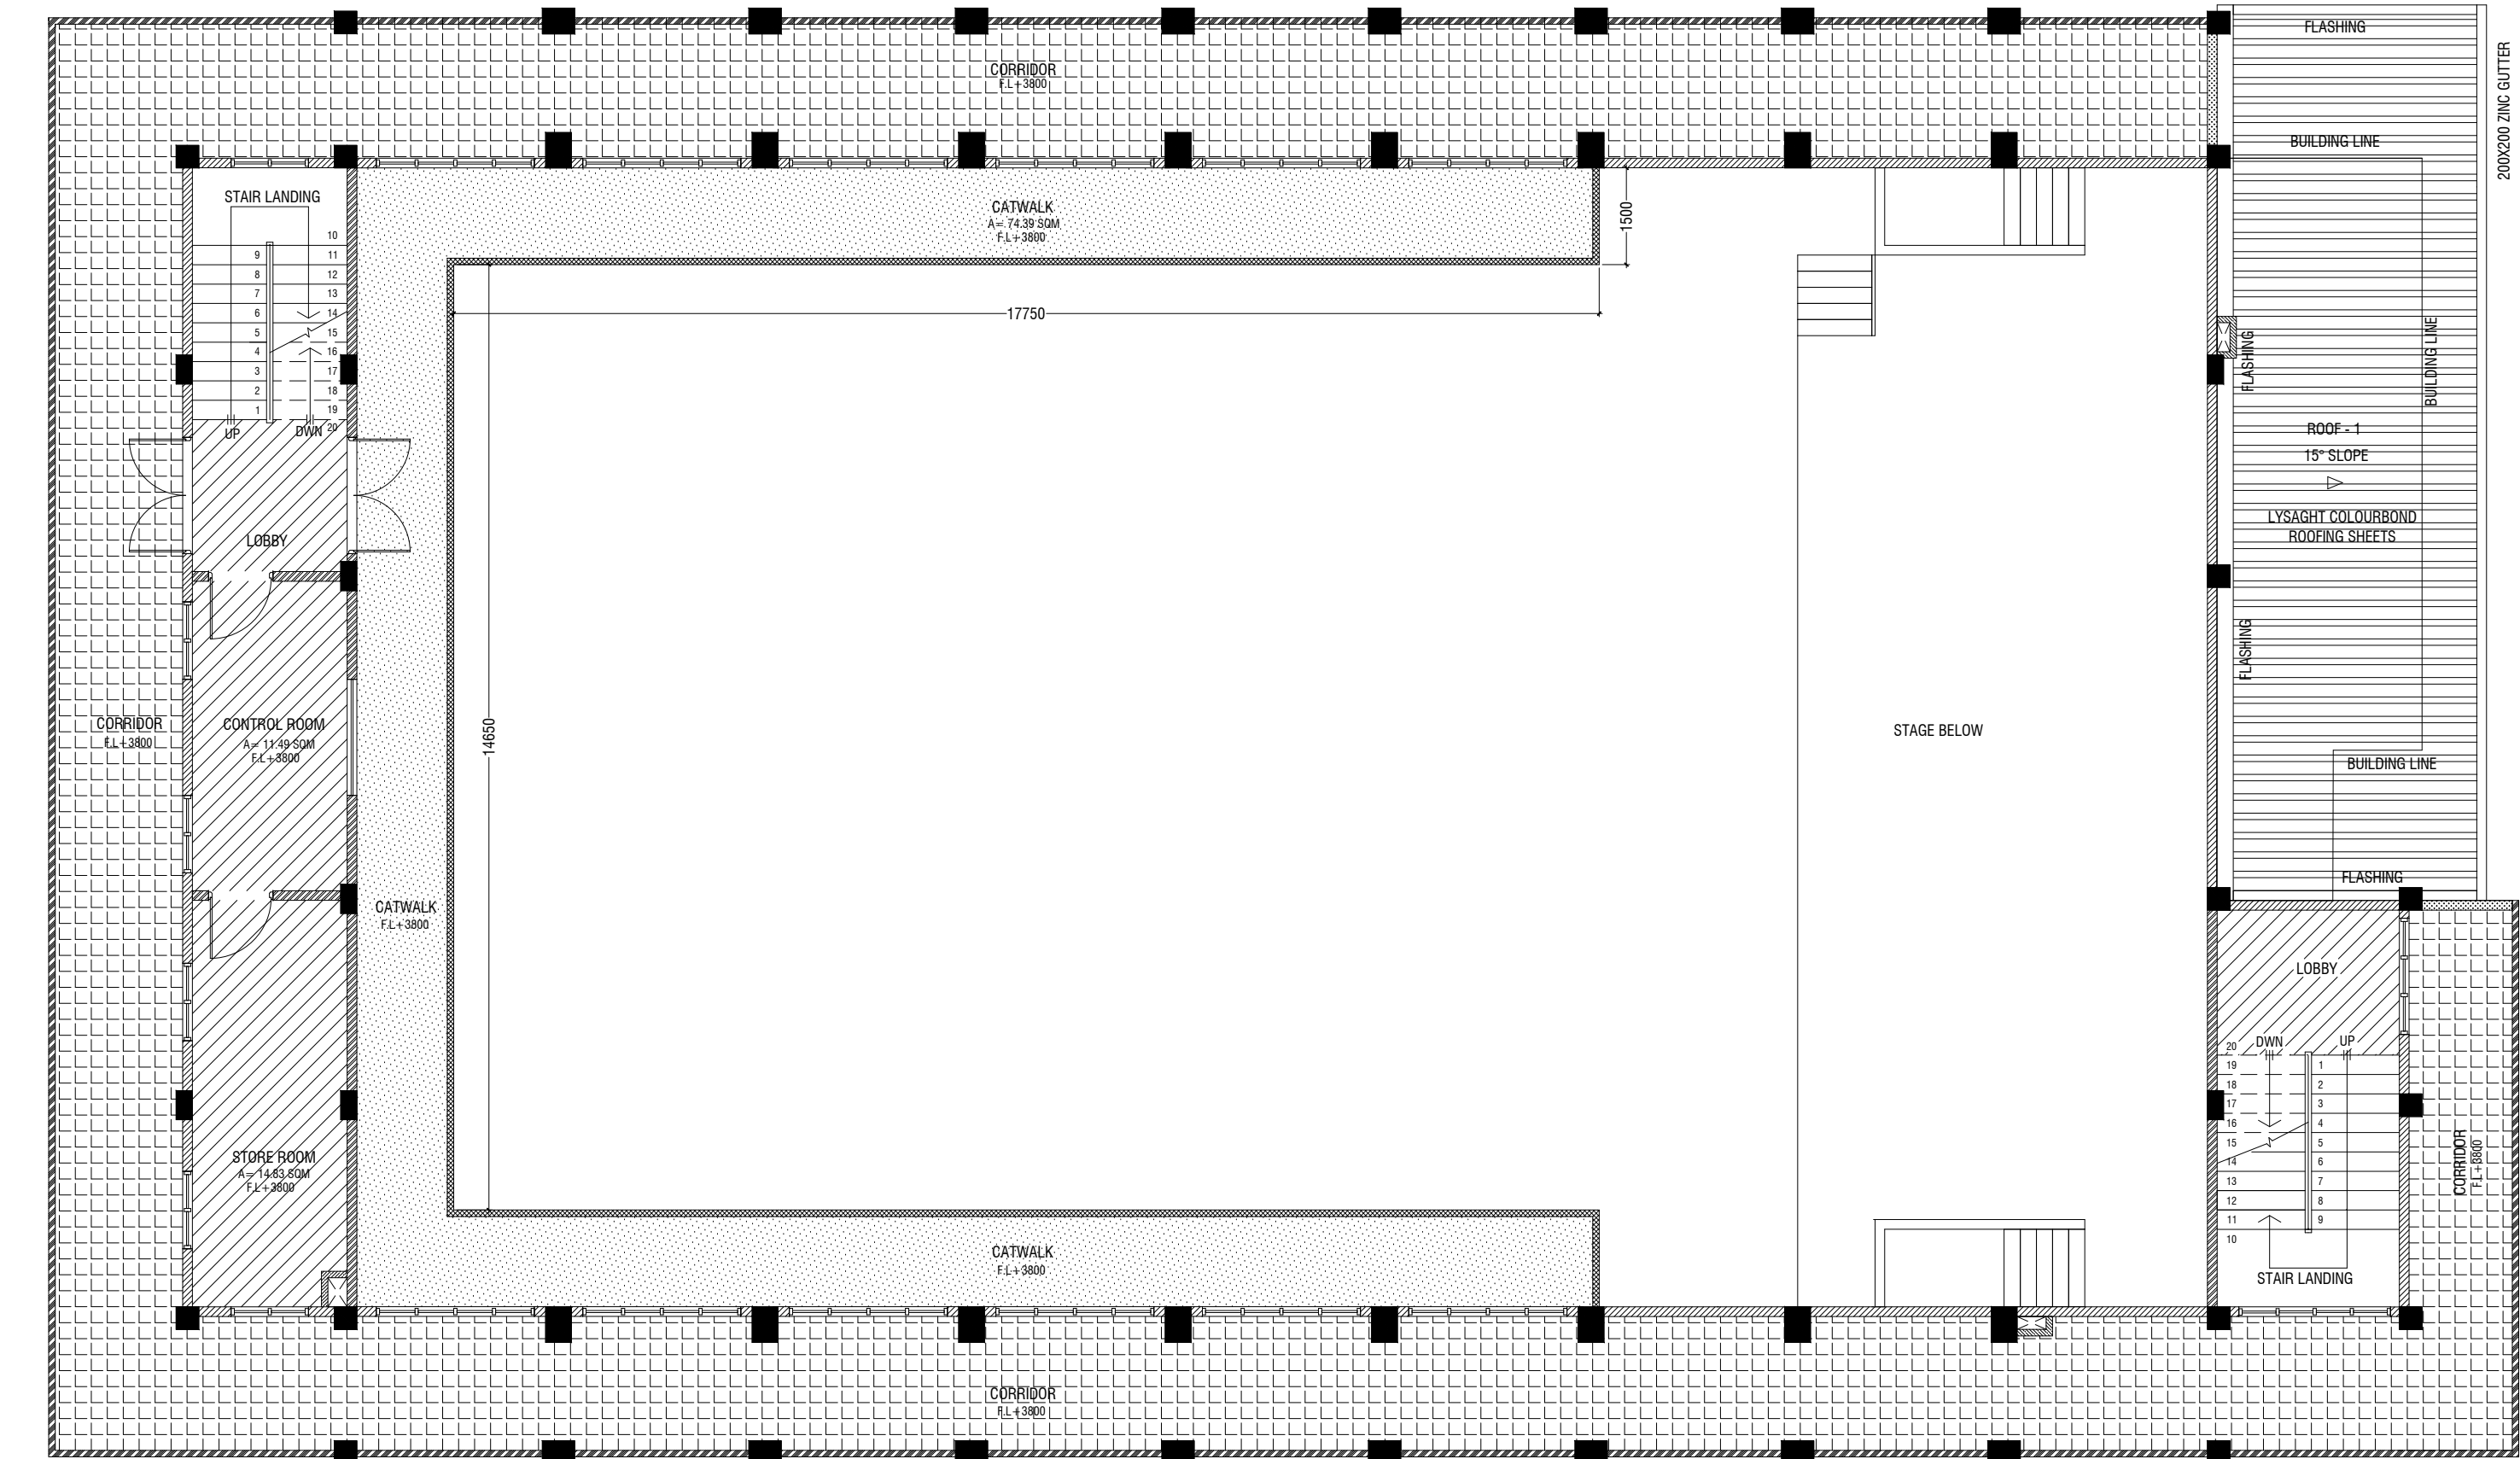 FLASHING
200X200 ZINC GUTTER
CORRIDOR
F.L+3800
BUILDING LINE
STAIR LANDING
CATWALK
A= 74.39 SQM
F.L+3800
1500
10
9
11
8
12
7
13
6
14
5
15
4
16
3
17
2
18
1
19
UP
DWN
20
17750
FLASHING
BUILDING LINE
ROOF - 1
15° SLOPE
LYSAGHT COLOURBOND
ROOFING SHEETS
LOBBY
FLASHING
CORRIDOR
F.L+3800
CONTROL ROOM
A= 11.49 SQM
F.L+3800
14650
STAGE BELOW
BUILDING LINE
FLASHING
CATWALK
F.L+3800
LOBBY
20
DWN
UP
19
1
18
2
17
3
16
4
15
5
14
6
13
7
12
8
11
9
10
STAIR LANDING
CORRIDOR
F.L+3800
STORE ROOM
A= 14.83 SQM
F.L+3800
CATWALK
F.L+3800
CORRIDOR
F.L+3800